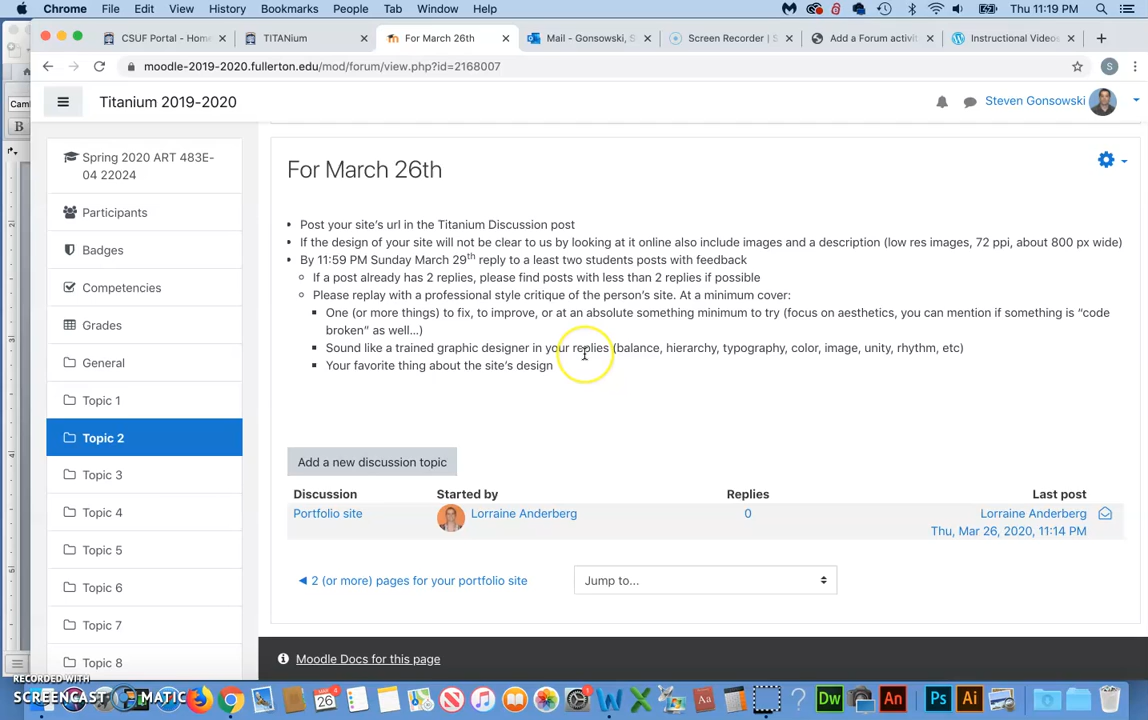 Chrome File Edit View History Bookmarks People Tab Window Help Thu 11:19 PM
CSUF Portal - Home × TITANium × For March 26th × Mail - Gonsowski, S × Screen Recorder | S × Add a Forum activit × Instructional Videos × +
moodle-2019-2020.fullerton.edu/mod/forum/view.php?id=2168007 S
Titanium 2019-2020 Steven Gonsowski
Cam
B
Spring 2020 ART 483E-
04 22024
Participants
Badges
Competencies
Grades
General
Topic 1
Topic 2
Topic 3
Topic 4
Topic 5
Topic 6
Topic 7
Topic 8
For March 26th
• Post your site's url in the Titanium Discussion post
• If the design of your site will not be clear to us by looking at it online also include images and a description (low res images, 72 ppi, about 800 px wide)
• By 11:59 PM Sunday March 29th reply to a least two students posts with feedback
○ If a post already has 2 replies, please find posts with less than 2 replies if possible
○ Please replay with a professional style critique of the person's site. At a minimum cover:
▪ One (or more things) to fix, to improve, or at an absolute something minimum to try (focus on aesthetics, you can mention if something is "code
broken" as well...)
▪ Sound like a trained graphic designer in your replies (balance, hierarchy, typography, color, image, unity, rhythm, etc)
▪ Your favorite thing about the site's design
Add a new discussion topic
Discussion Started by Replies Last post
Portfolio site Lorraine Anderberg 0 Lorraine Anderberg
Thu, Mar 26, 2020, 11:14 PM
◀ 2 (or more) pages for your portfolio site Jump to...
Moodle Docs for this page
RECORDED WITH
SCREENCAST MATIC
26 Dw An Ps Ai